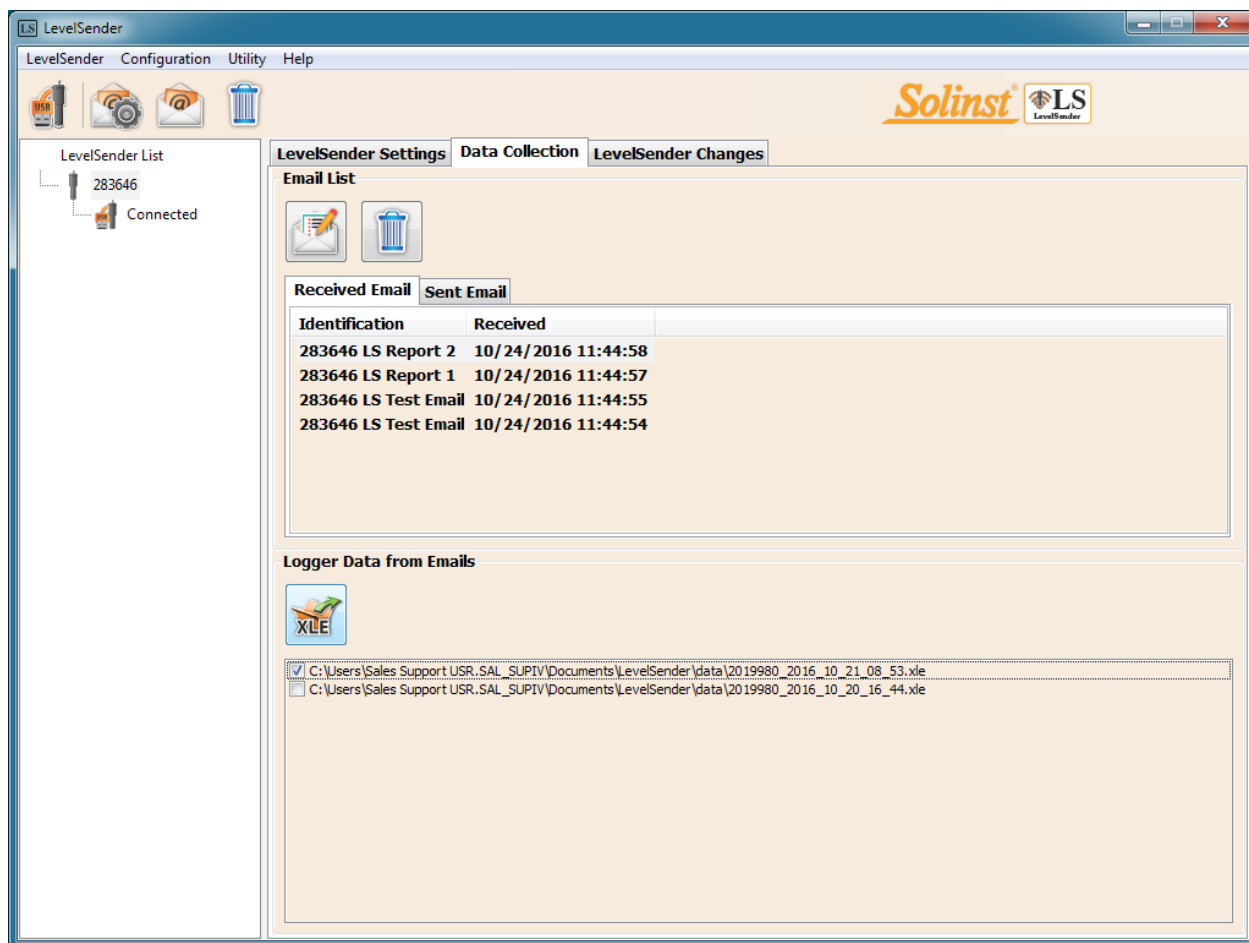 LS LevelSender
LevelSender Configuration Utility Help
USB @ Solinst® LS
LevelSender
LevelSender List
283646
Connected
LevelSender Settings Data Collection LevelSender Changes
Email List
Received Email Sent Email
Identification Received
283646 LS Report 2 10/24/2016 11:44:58
283646 LS Report 1 10/24/2016 11:44:57
283646 LS Test Email 10/24/2016 11:44:55
283646 LS Test Email 10/24/2016 11:44:54
Logger Data from Emails
XLE
C:\Users\Sales Support USR.SAL_SUPIV\Documents\LevelSender\data\2019980_2016_10_21_08_53.xle
C:\Users\Sales Support USR.SAL_SUPIV\Documents\LevelSender\data\2019980_2016_10_20_16_44.xle